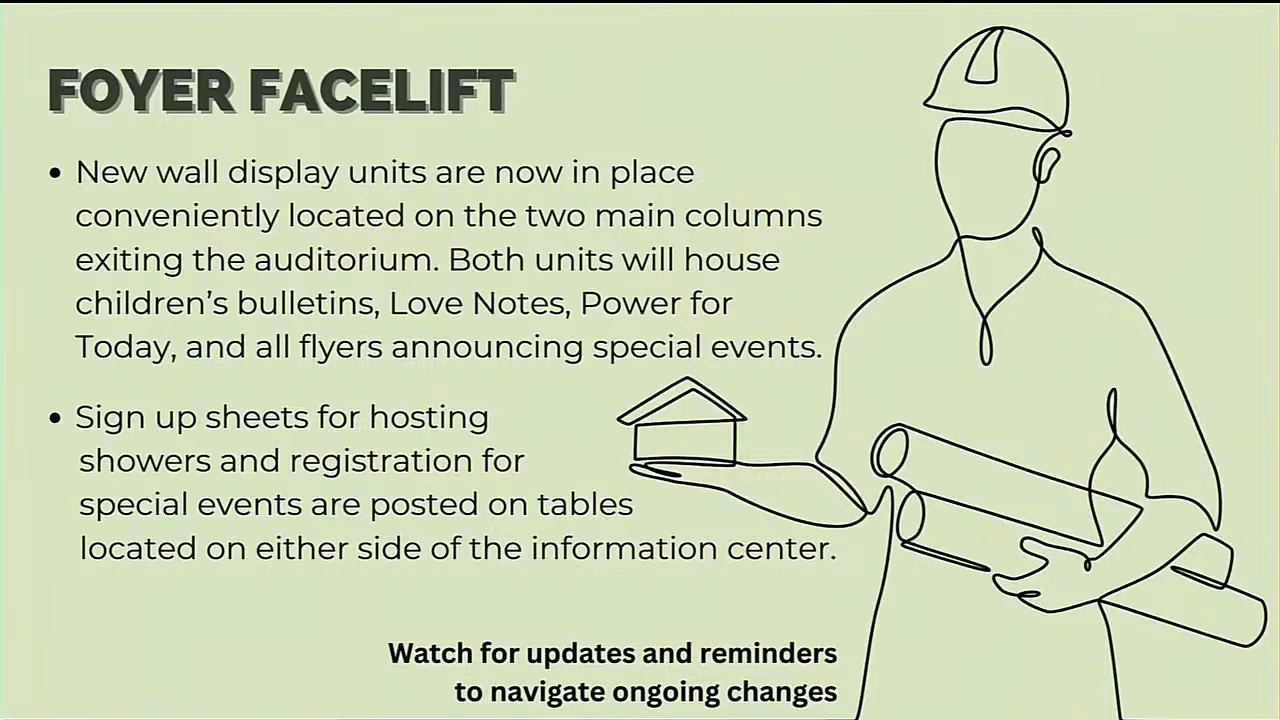 FOYER FACELIFT
• New wall display units are now in place
conveniently located on the two main columns
exiting the auditorium. Both units will house
children’s bulletins, Love Notes, Power for
Today, and all flyers announcing special events.
• Sign up sheets for hosting
showers and registration for
special events are posted on tables
located on either side of the information center.
Watch for updates and reminders
to navigate ongoing changes